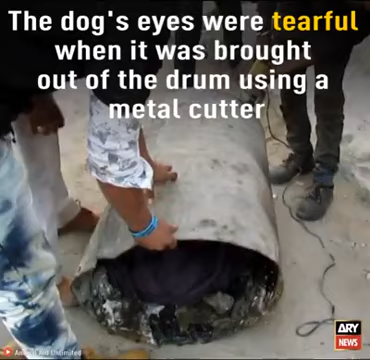 The dog's eyes were tearful
when it was brought
out of the drum using a
metal cutter
ARY
NEWS
Animal Aid Unlimited